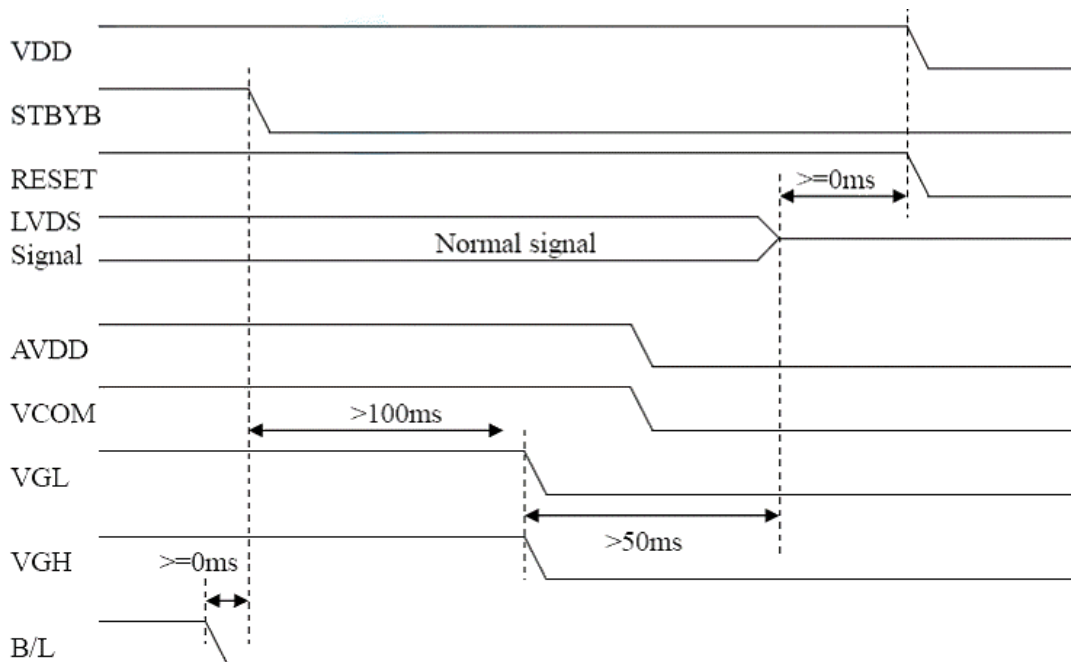 VDD
STBYB
RESET
>=0ms
LVDS
Signal
Normal signal
AVDD
VCOM
>100ms
VGL
>50ms
VGH
>=0ms
B/L